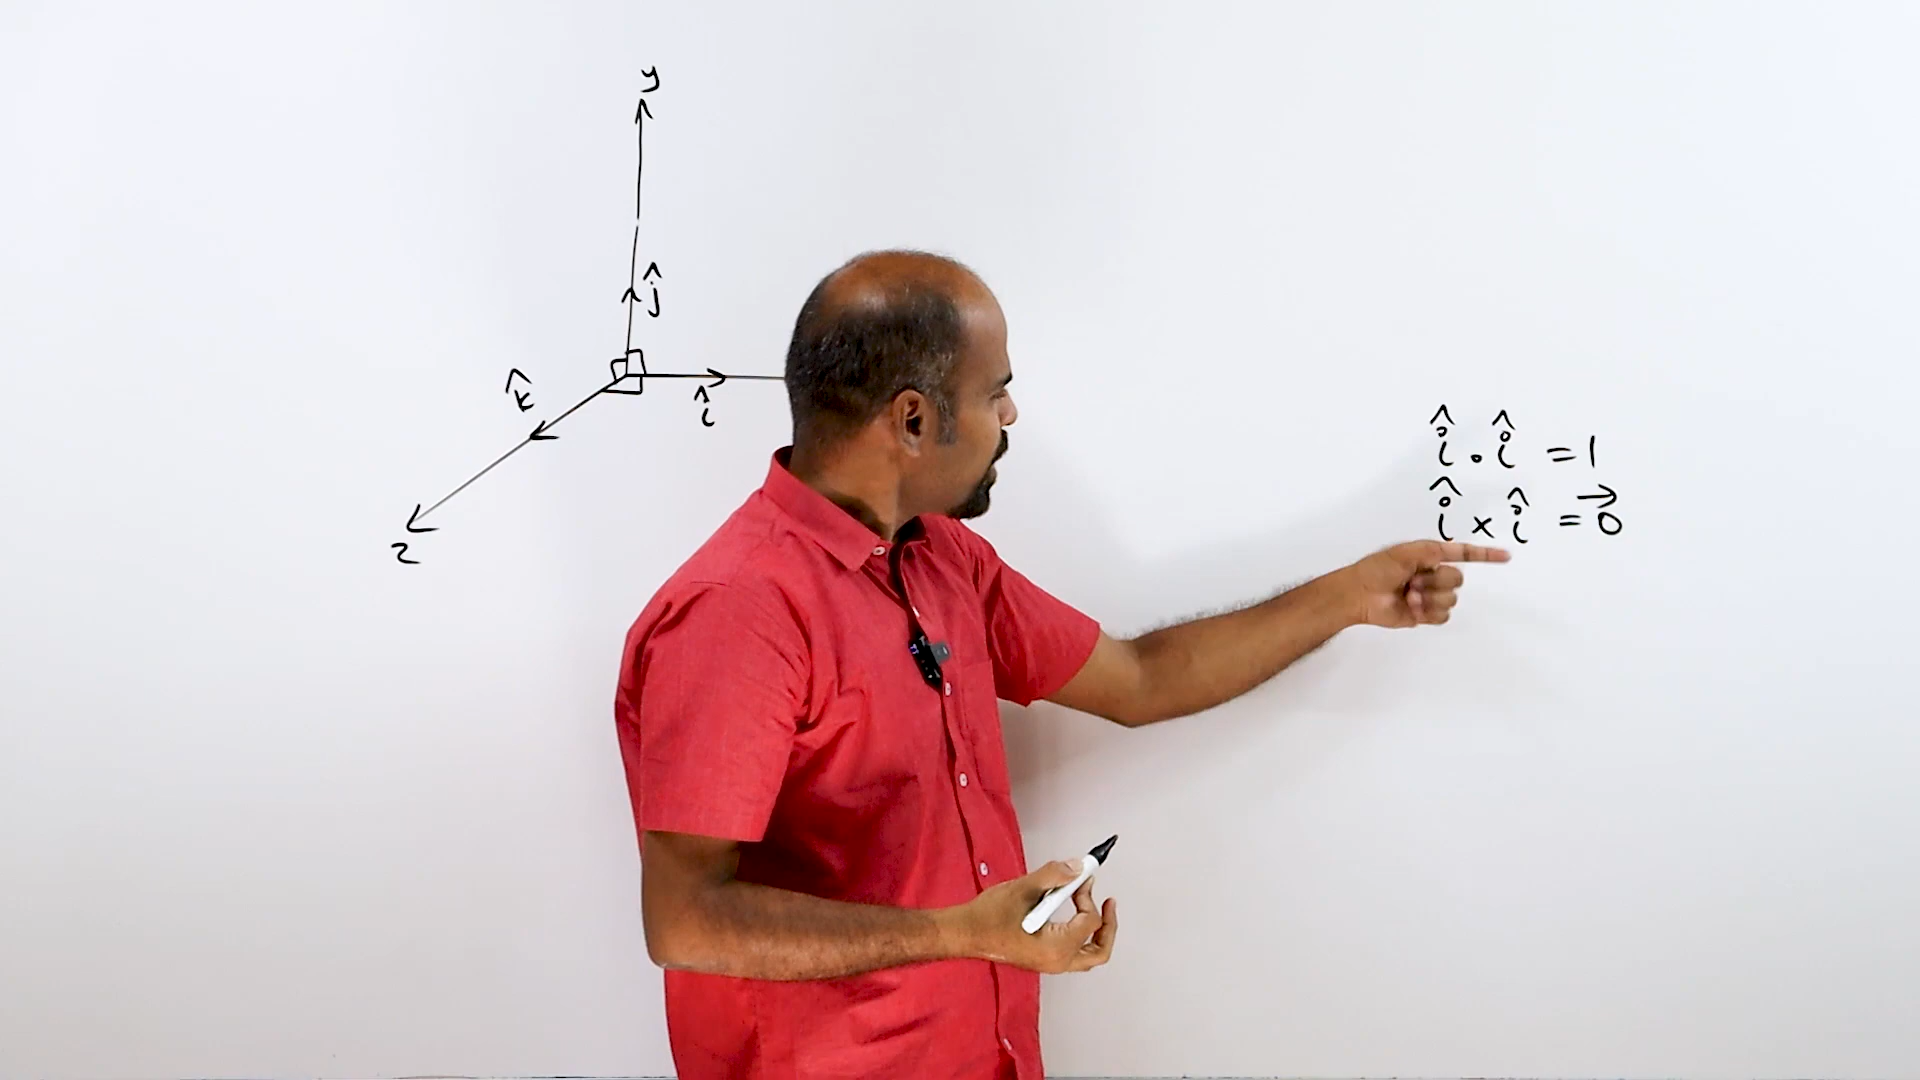 y
ĵ
k̂
î
z
î . î = 1
î × î = 0⃗